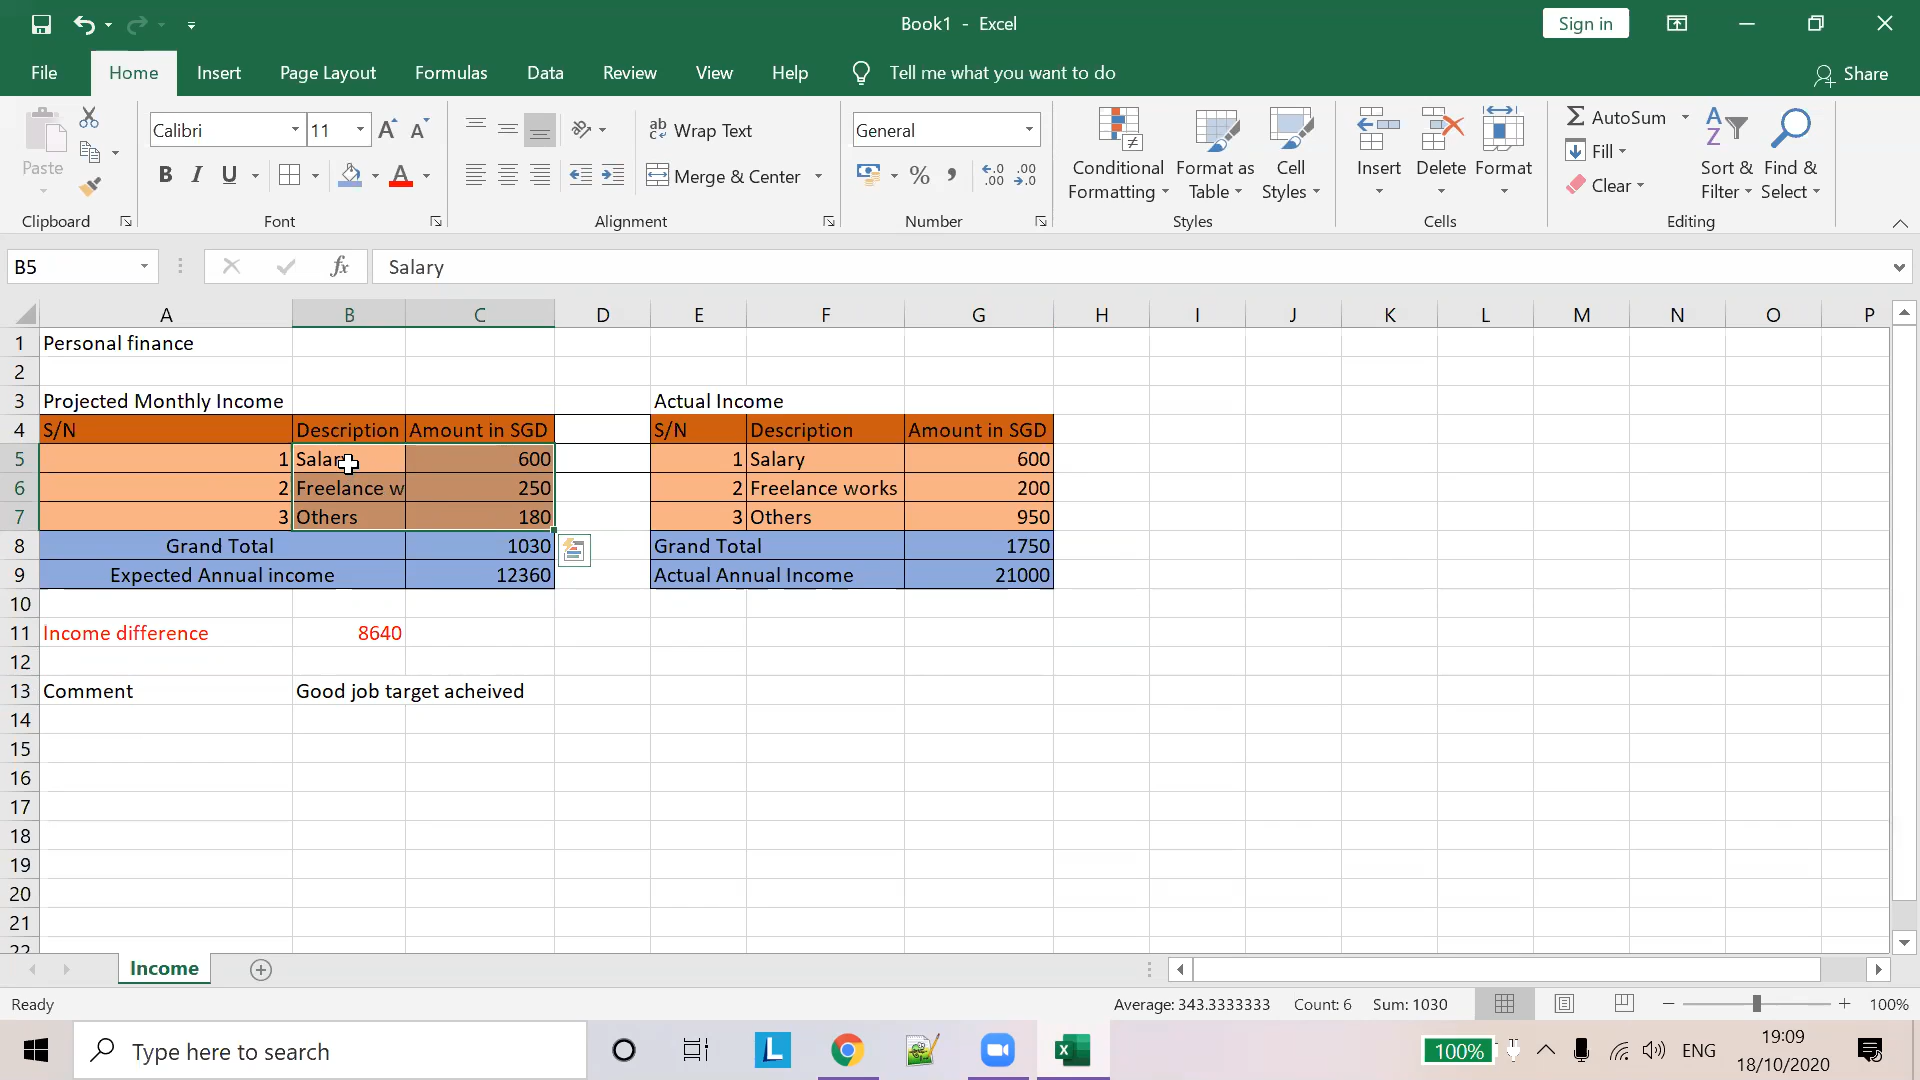 Book1 - Excel
Sign in
File Home Insert Page Layout Formulas Data Review View Help Tell me what you want to do Share
Paste
Calibri 11 A A
B I U A
ab c Wrap Text
Merge & Center
General
% , .00 .0 .00 .0
Conditional Formatting
Format as Table
Cell Styles
Insert
Delete
Format
AutoSum
Fill
Clear
A Z
Sort & Filter
Find & Select
Clipboard Font Alignment Number Styles Cells Editing
B5 fx Salary
A B C D E F G H I J K L M N O P
1 Personal finance
2
3 Projected Monthly Income Actual Income
4 S/N Description Amount in SGD S/N Description Amount in SGD
5 1 Salary 600 1 Salary 600
6 2 Freelance w 250 2 Freelance works 200
7 3 Others 180 3 Others 950
8 Grand Total 1030 Grand Total 1750
9 Expected Annual income 12360 Actual Annual Income 21000
10
11 Income difference 8640
12
13 Comment Good job target acheived
14
15
16
17
18
19
20
21
22
Income
Ready Average: 343.3333333 Count: 6 Sum: 1030 100%
Type here to search L X 100% ENG 19:09
18/10/2020